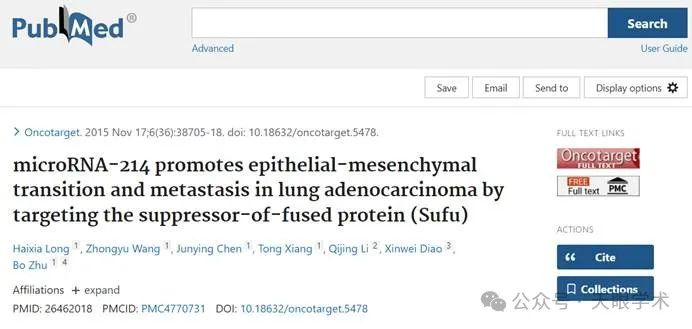 PubMed®
Search
Advanced
User Guide
Save
Email
Send to
Display options
> Oncotarget. 2015 Nov 17;6(36):38705-18. doi: 10.18632/oncotarget.5478.
microRNA-214 promotes epithelial-mesenchymal
transition and metastasis in lung adenocarcinoma by
targeting the suppressor-of-fused protein (Sufu)
Haixia Long 1, Zhongyu Wang 1, Junying Chen 1, Tong Xiang 1, Qijing Li 2, Xinwei Diao 3,
Bo Zhu 1 4
Affiliations + expand
PMID: 26462018 PMCID: PMC4770731 DOI: 10.18632/oncotarget.5478
FULL TEXT LINKS
Oncotarget
FULL TEXT
FREE
Full text
PMC
ACTIONS
Cite
Collections
公众号 · 天眼学术